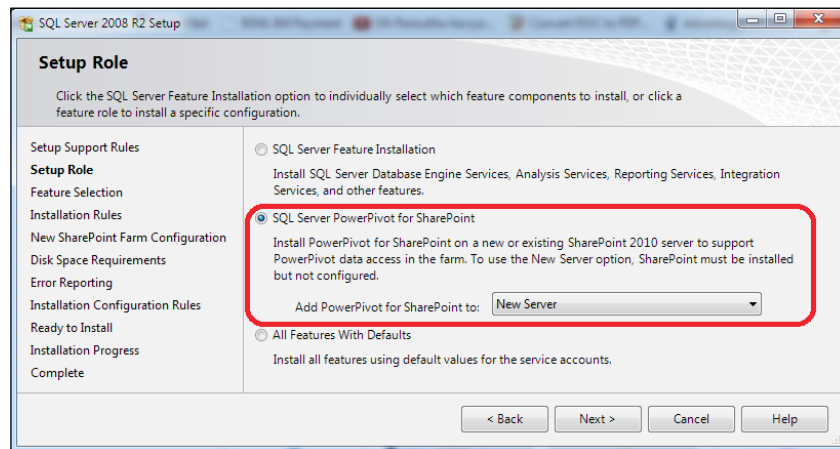 SQL Server 2008 R2 Setup
Setup Role
Click the SQL Server Feature Installation option to individually select which feature components to install, or click a
feature role to install a specific configuration.
Setup Support Rules
Setup Role
Feature Selection
Installation Rules
New SharePoint Farm Configuration
Disk Space Requirements
Error Reporting
Installation Configuration Rules
Ready to Install
Installation Progress
Complete
SQL Server Feature Installation
Install SQL Server Database Engine Services, Analysis Services, Reporting Services, Integration
Services, and other features.
SQL Server PowerPivot for SharePoint
Install PowerPivot for SharePoint on a new or existing SharePoint 2010 server to support
PowerPivot data access in the farm. To use the New Server option, SharePoint must be installed
but not configured.
Add PowerPivot for SharePoint to: New Server
All Features With Defaults
Install all features using default values for the service accounts.
< Back Next > Cancel Help